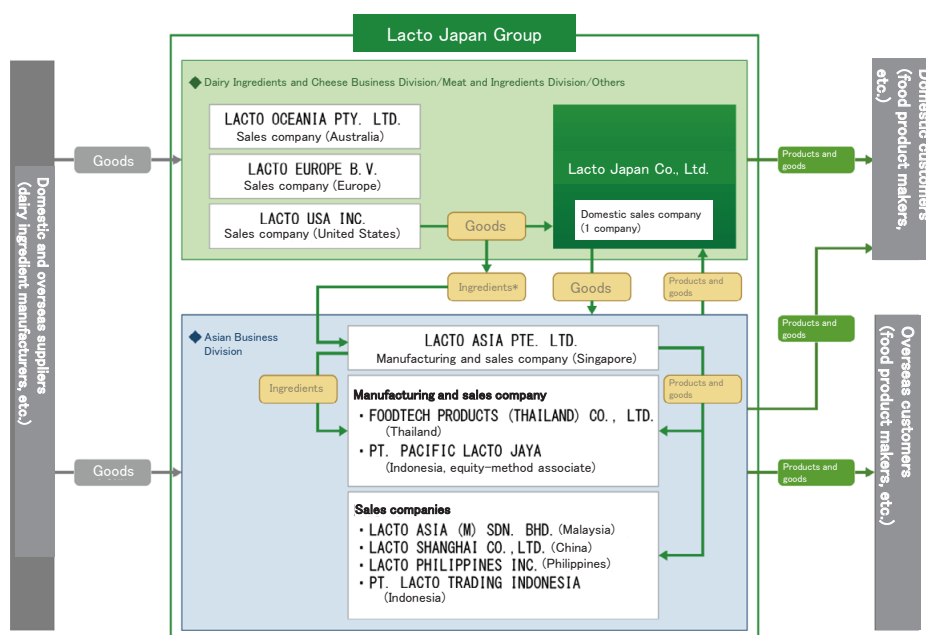 Lacto Japan Group
Domestic and overseas suppliers
(dairy ingredient manufacturers, etc.)
Goods
Goods
◆ Dairy Ingredients and Cheese Business Division/Meat and Ingredients Division/Others
LACTO OCEANIA PTY. LTD.
Sales company (Australia)
LACTO EUROPE B.V.
Sales company (Europe)
LACTO USA INC.
Sales company (United States)
Goods
Lacto Japan Co., Ltd.
Domestic sales company
(1 company)
Ingredients*
Goods
Products and
goods
◆ Asian Business
Division
LACTO ASIA PTE. LTD.
Manufacturing and sales company (Singapore)
Ingredients
Products and
goods
Manufacturing and sales company
・FOODTECH PRODUCTS (THAILAND) CO., LTD.
(Thailand)
・PT. PACIFIC LACTO JAYA
(Indonesia, equity-method associate)
Sales companies
・LACTO ASIA (M) SDN. BHD. (Malaysia)
・LACTO SHANGHAI CO.,LTD. (China)
・LACTO PHILIPPINES INC. (Philippines)
・PT. LACTO TRADING INDONESIA
(Indonesia)
Products and
goods
Products and
goods
Products and
goods
Domestic customers
(food product makers,
etc.)
Overseas customers
(food product makers, etc.)